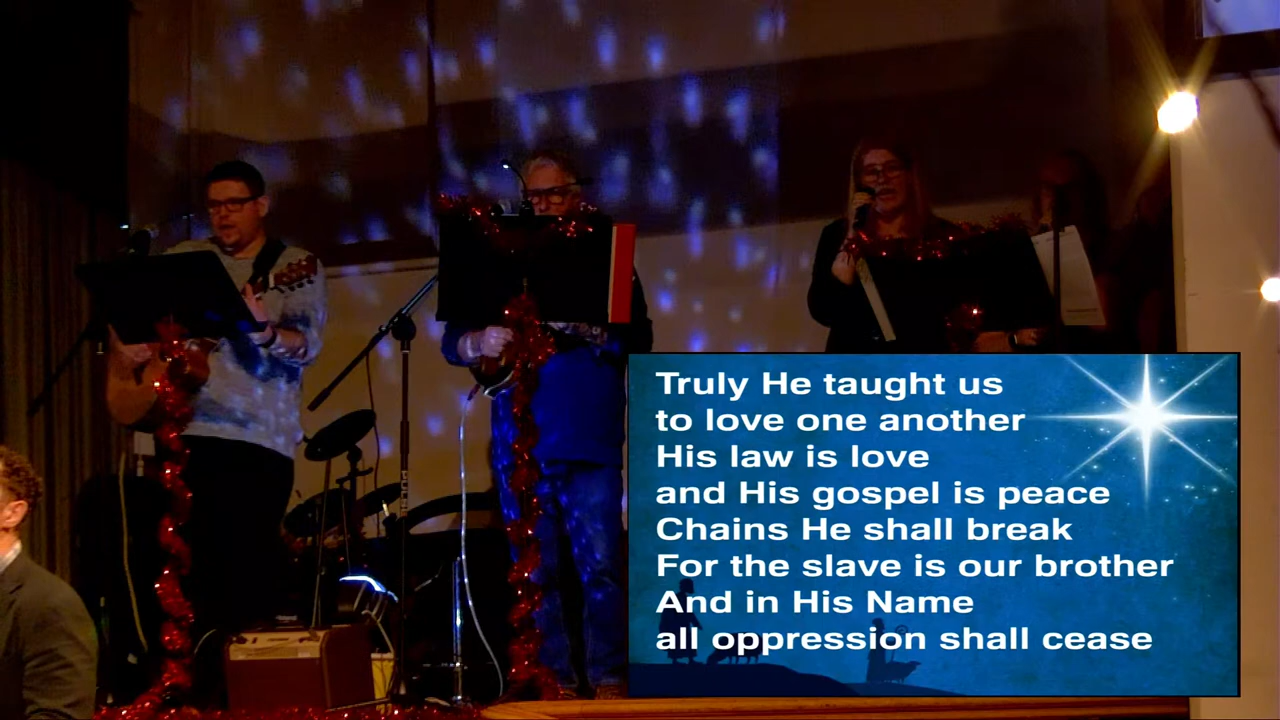 Truly He taught us
to love one another
His law is love
and His gospel is peace
Chains He shall break
For the slave is our brother
And in His Name
all oppression shall cease